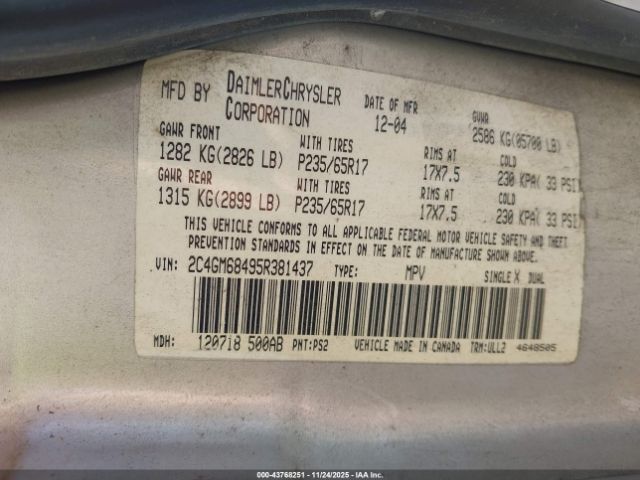 MFD BY DAIMLERCHRYSLER CORPORATION DATE OF MFR 12-04 GVWR 2586 KG(05700 LB)
GAWR FRONT WITH TIRES RIMS AT COLD
1282 KG(2826 LB) P235/65R17 17X7.5 230 KPA( 33 PSI)
GAWR REAR WITH TIRES RIMS AT COLD
1315 KG(2899 LB) P235/65R17 17X7.5 230 KPA( 33 PSI)
THIS VEHICLE CONFORMS TO ALL APPLICABLE FEDERAL MOTOR VEHICLE SAFETY AND THEFT
PREVENTION STANDARDS IN EFFECT ON THE DATE OF MANUFACTURE SHOWN ABOVE.
VIN: 2C4GM68495R381437 TYPE: MPV SINGLE X DUAL
MDH: 120718 500AB PNT:PS2 VEHICLE MADE IN CANADA TRM:ULL2 4648505
000-43768251 - 11/24/2025 - IAA Inc.